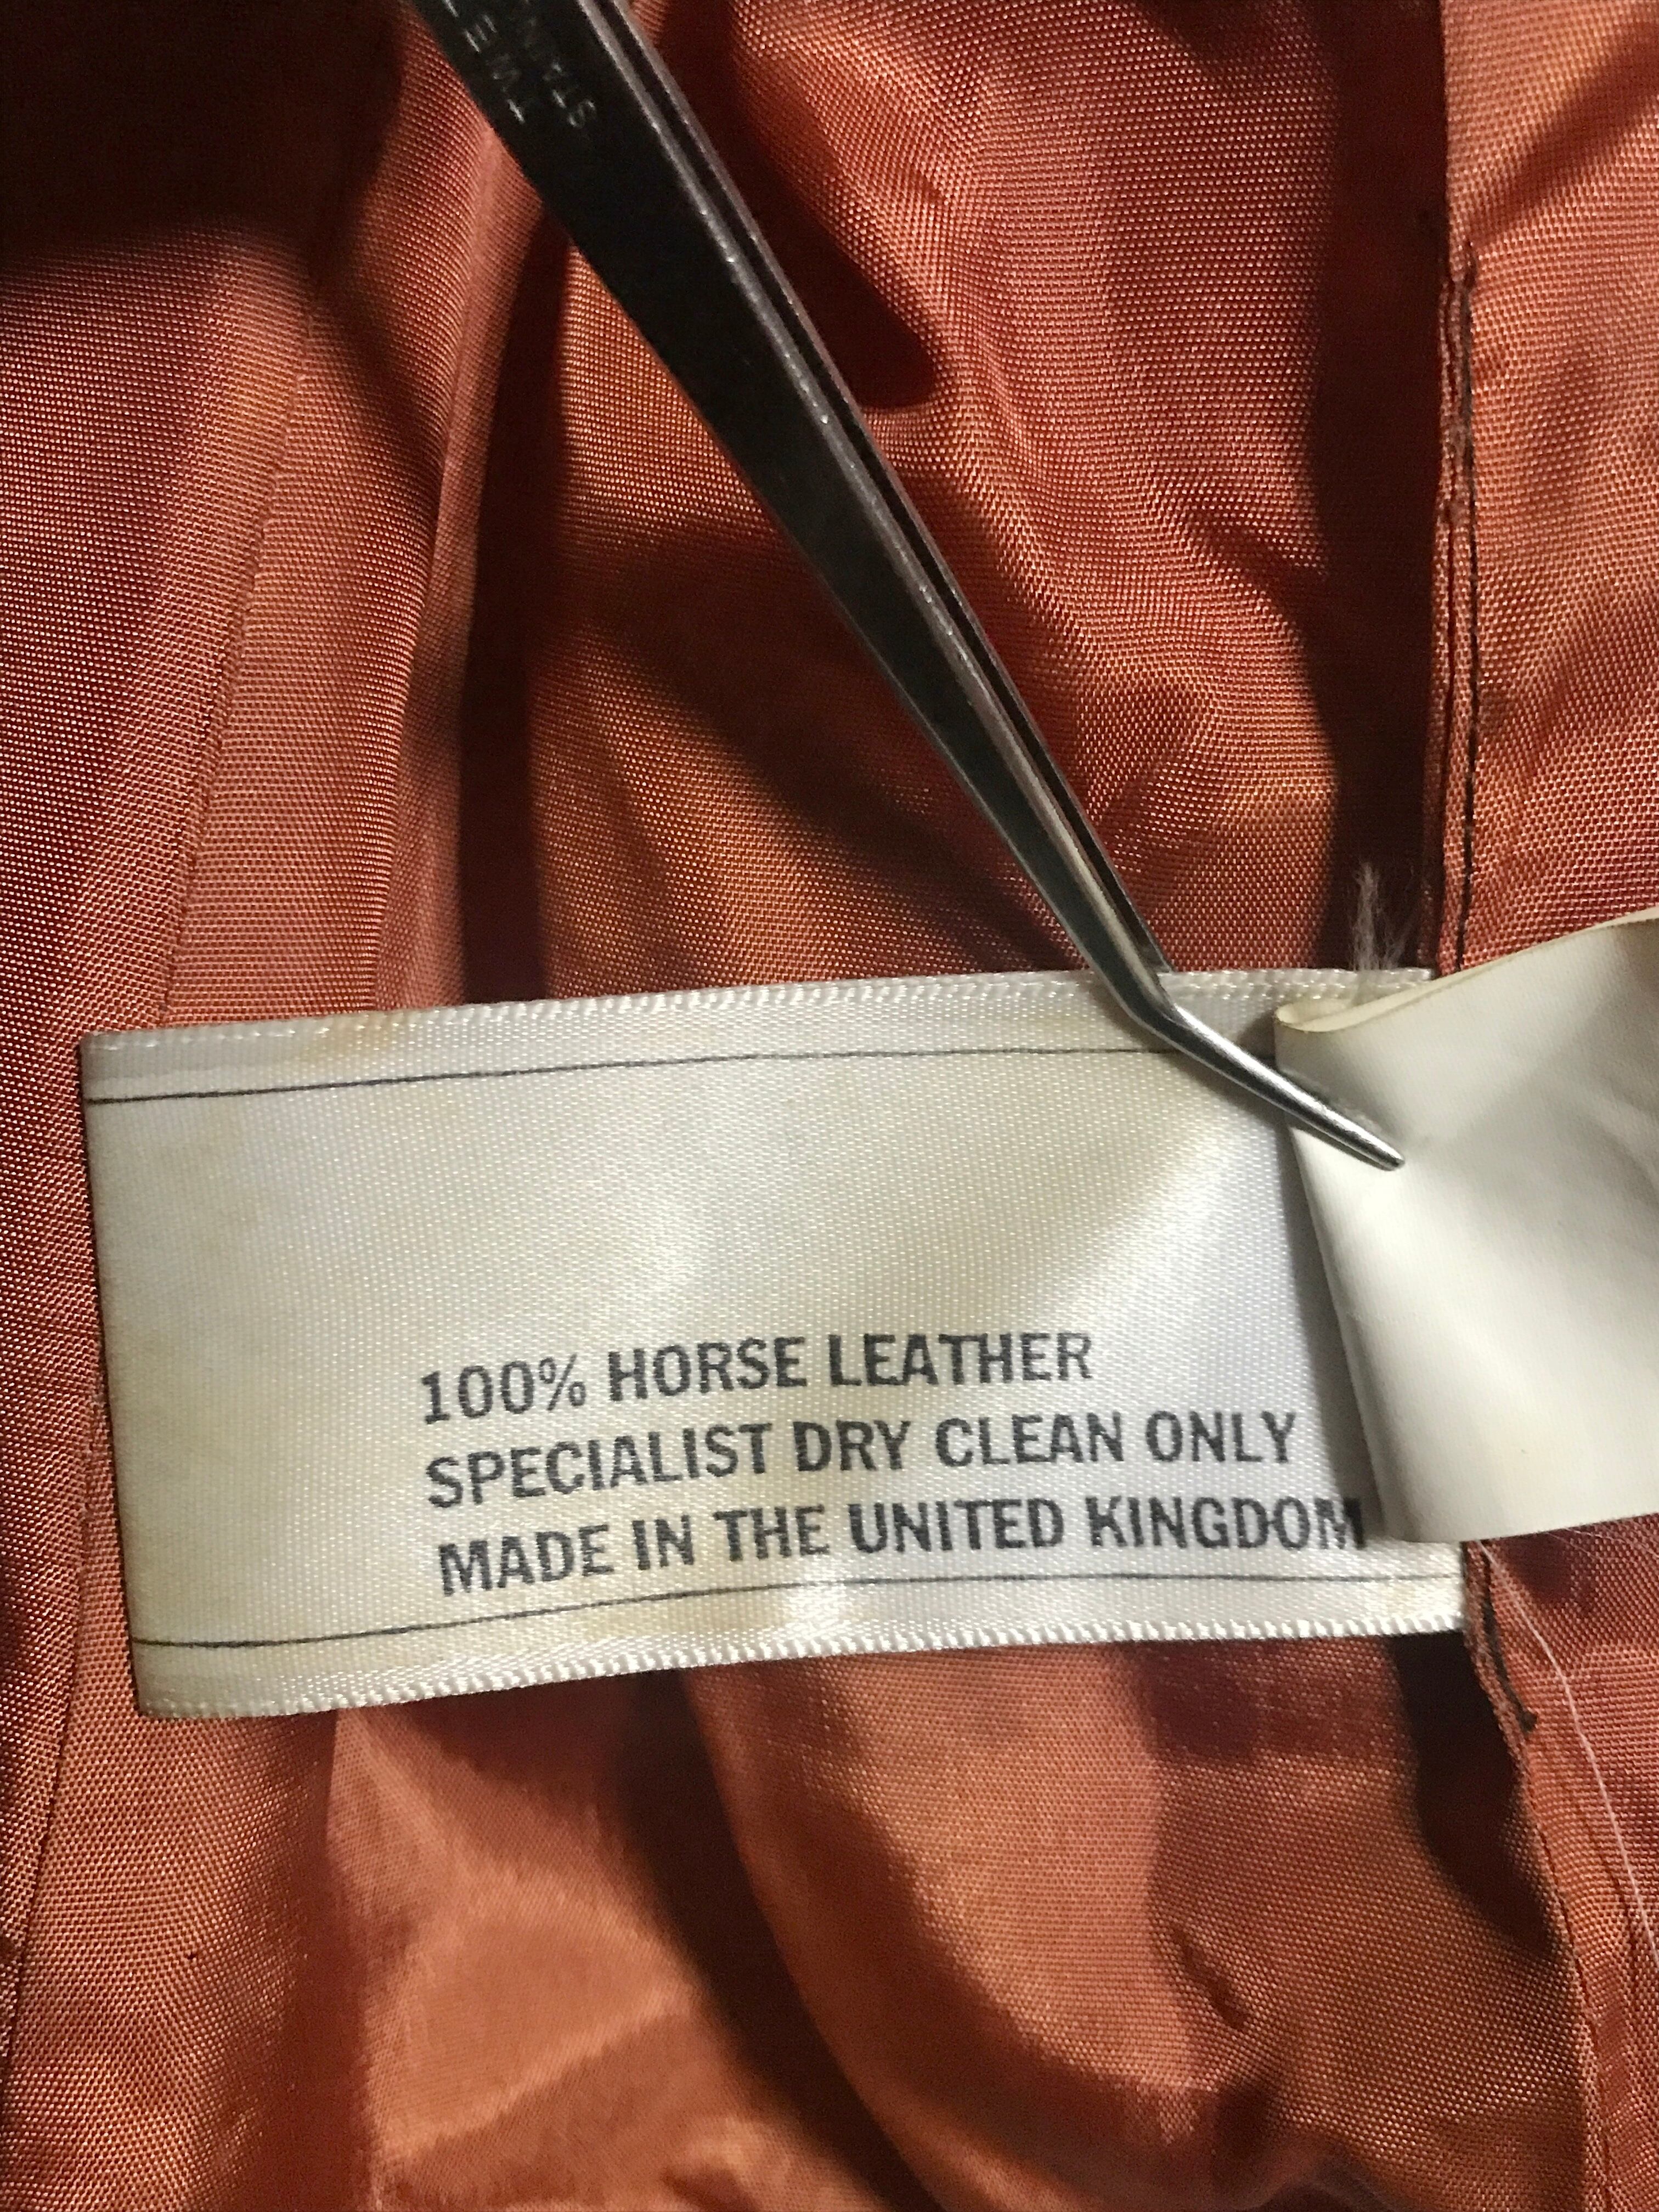 100% HORSE LEATHER
SPECIALIST DRY CLEAN ONLY
MADE IN THE UNITED KINGDOM